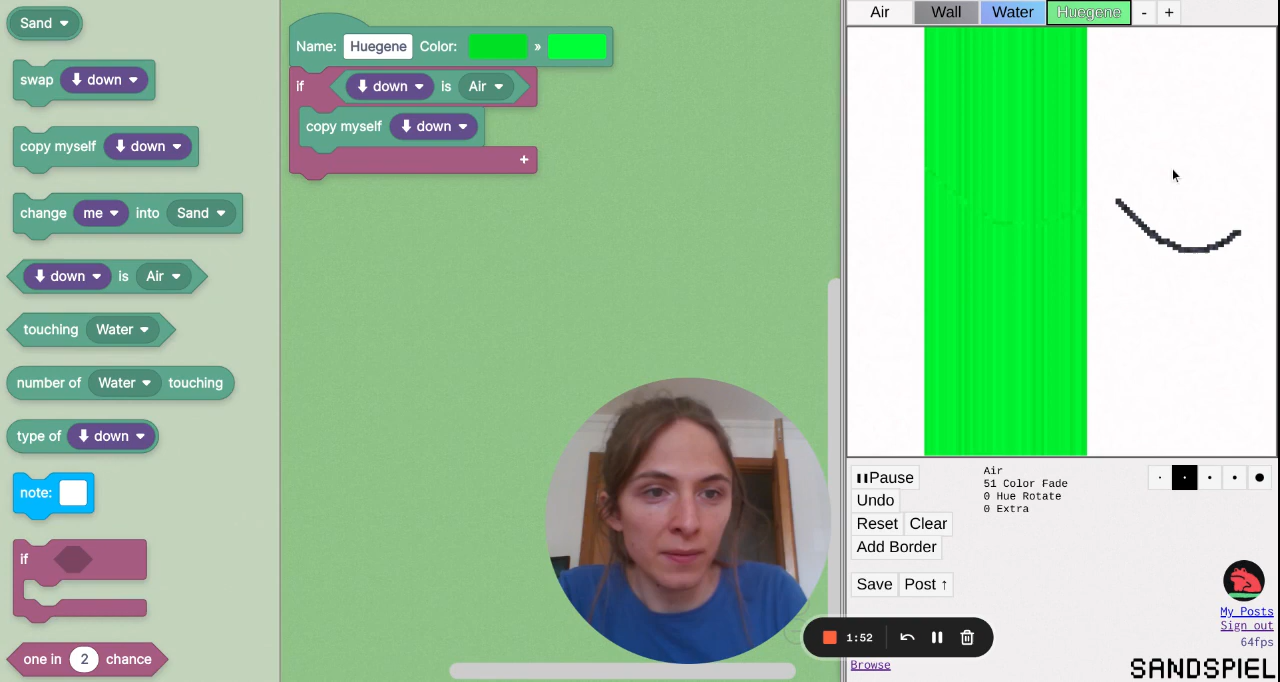 Sand
swap down
copy myself down
change me into Sand
down is Air
touching Water
number of Water touching
type of down
note:
if
one in 2 chance
Name: Huegene Color: »
if down is Air
copy myself down
+
Air Wall Water Huegene - +
Pause
Undo
Reset Clear
Add Border
Save Post ↑
Air
51 Color Fade
0 Hue Rotate
0 Extra
1:52
Browse
My Posts
Sign out
64fps
SANDSPIEL